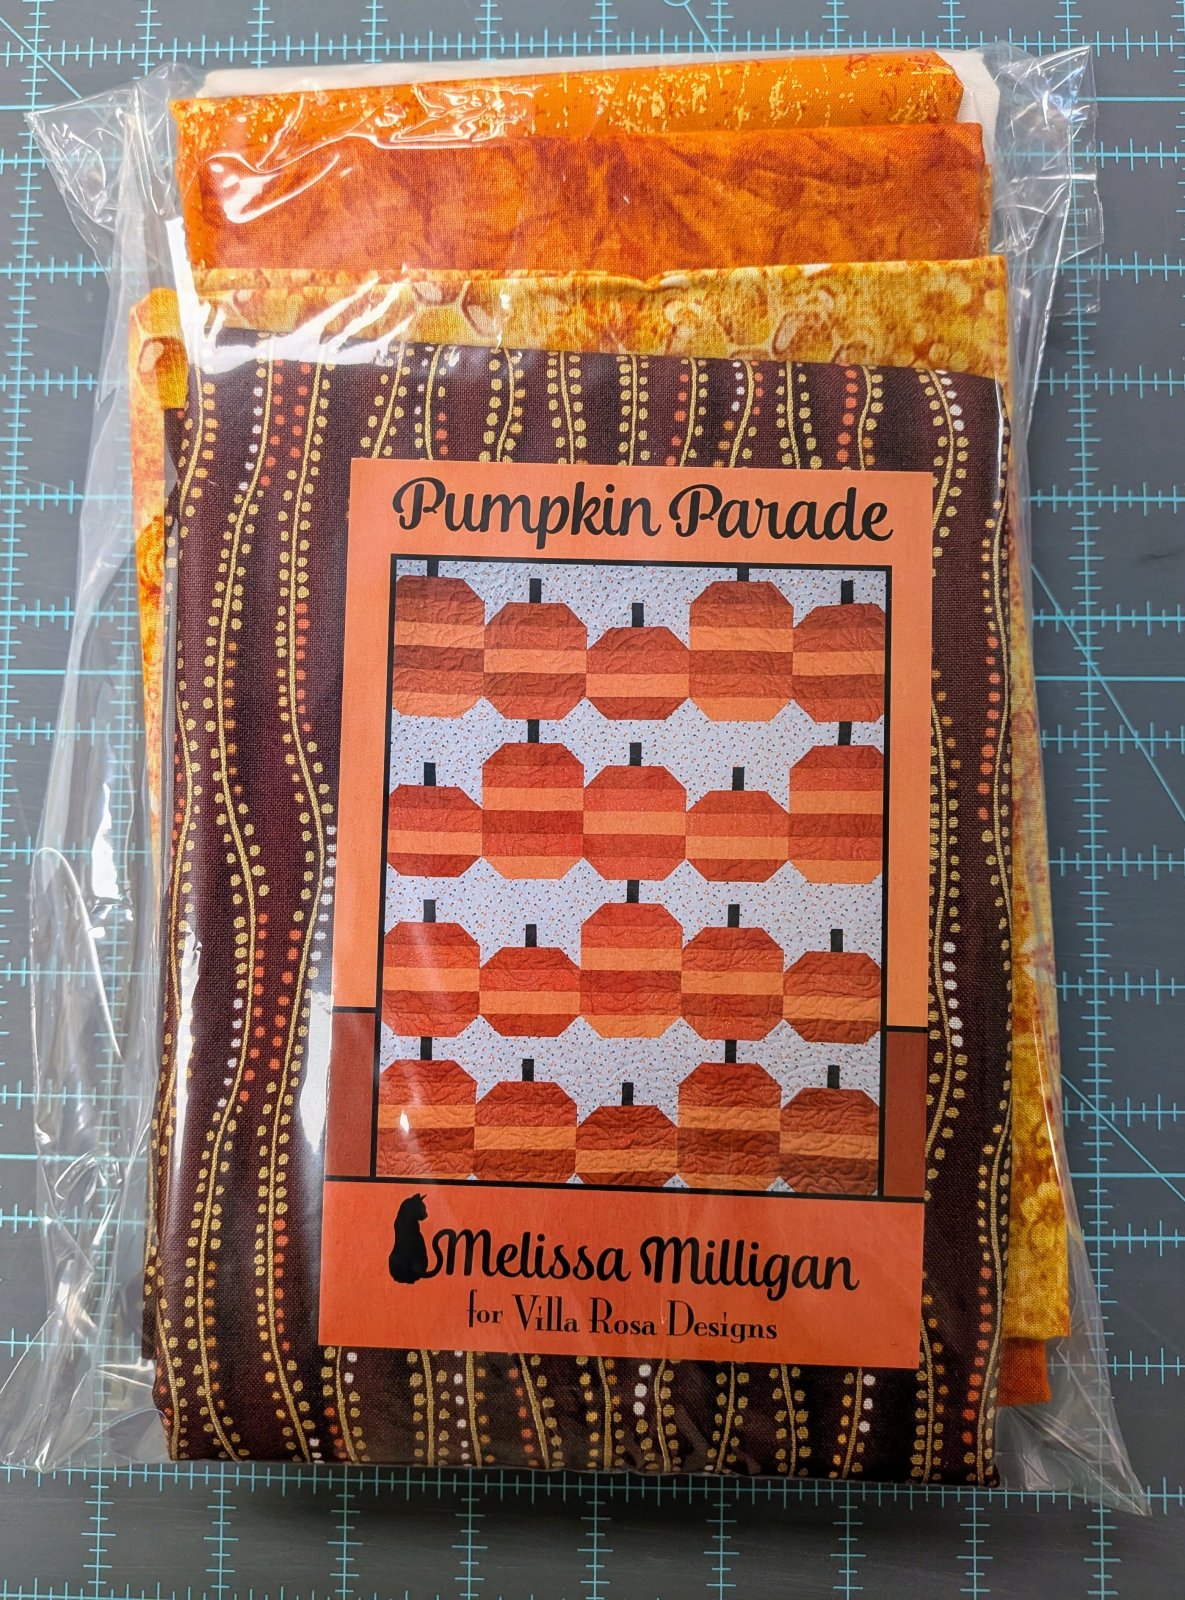 Pumpkin Parade
Melissa Milligan
for Villa Rosa Designs